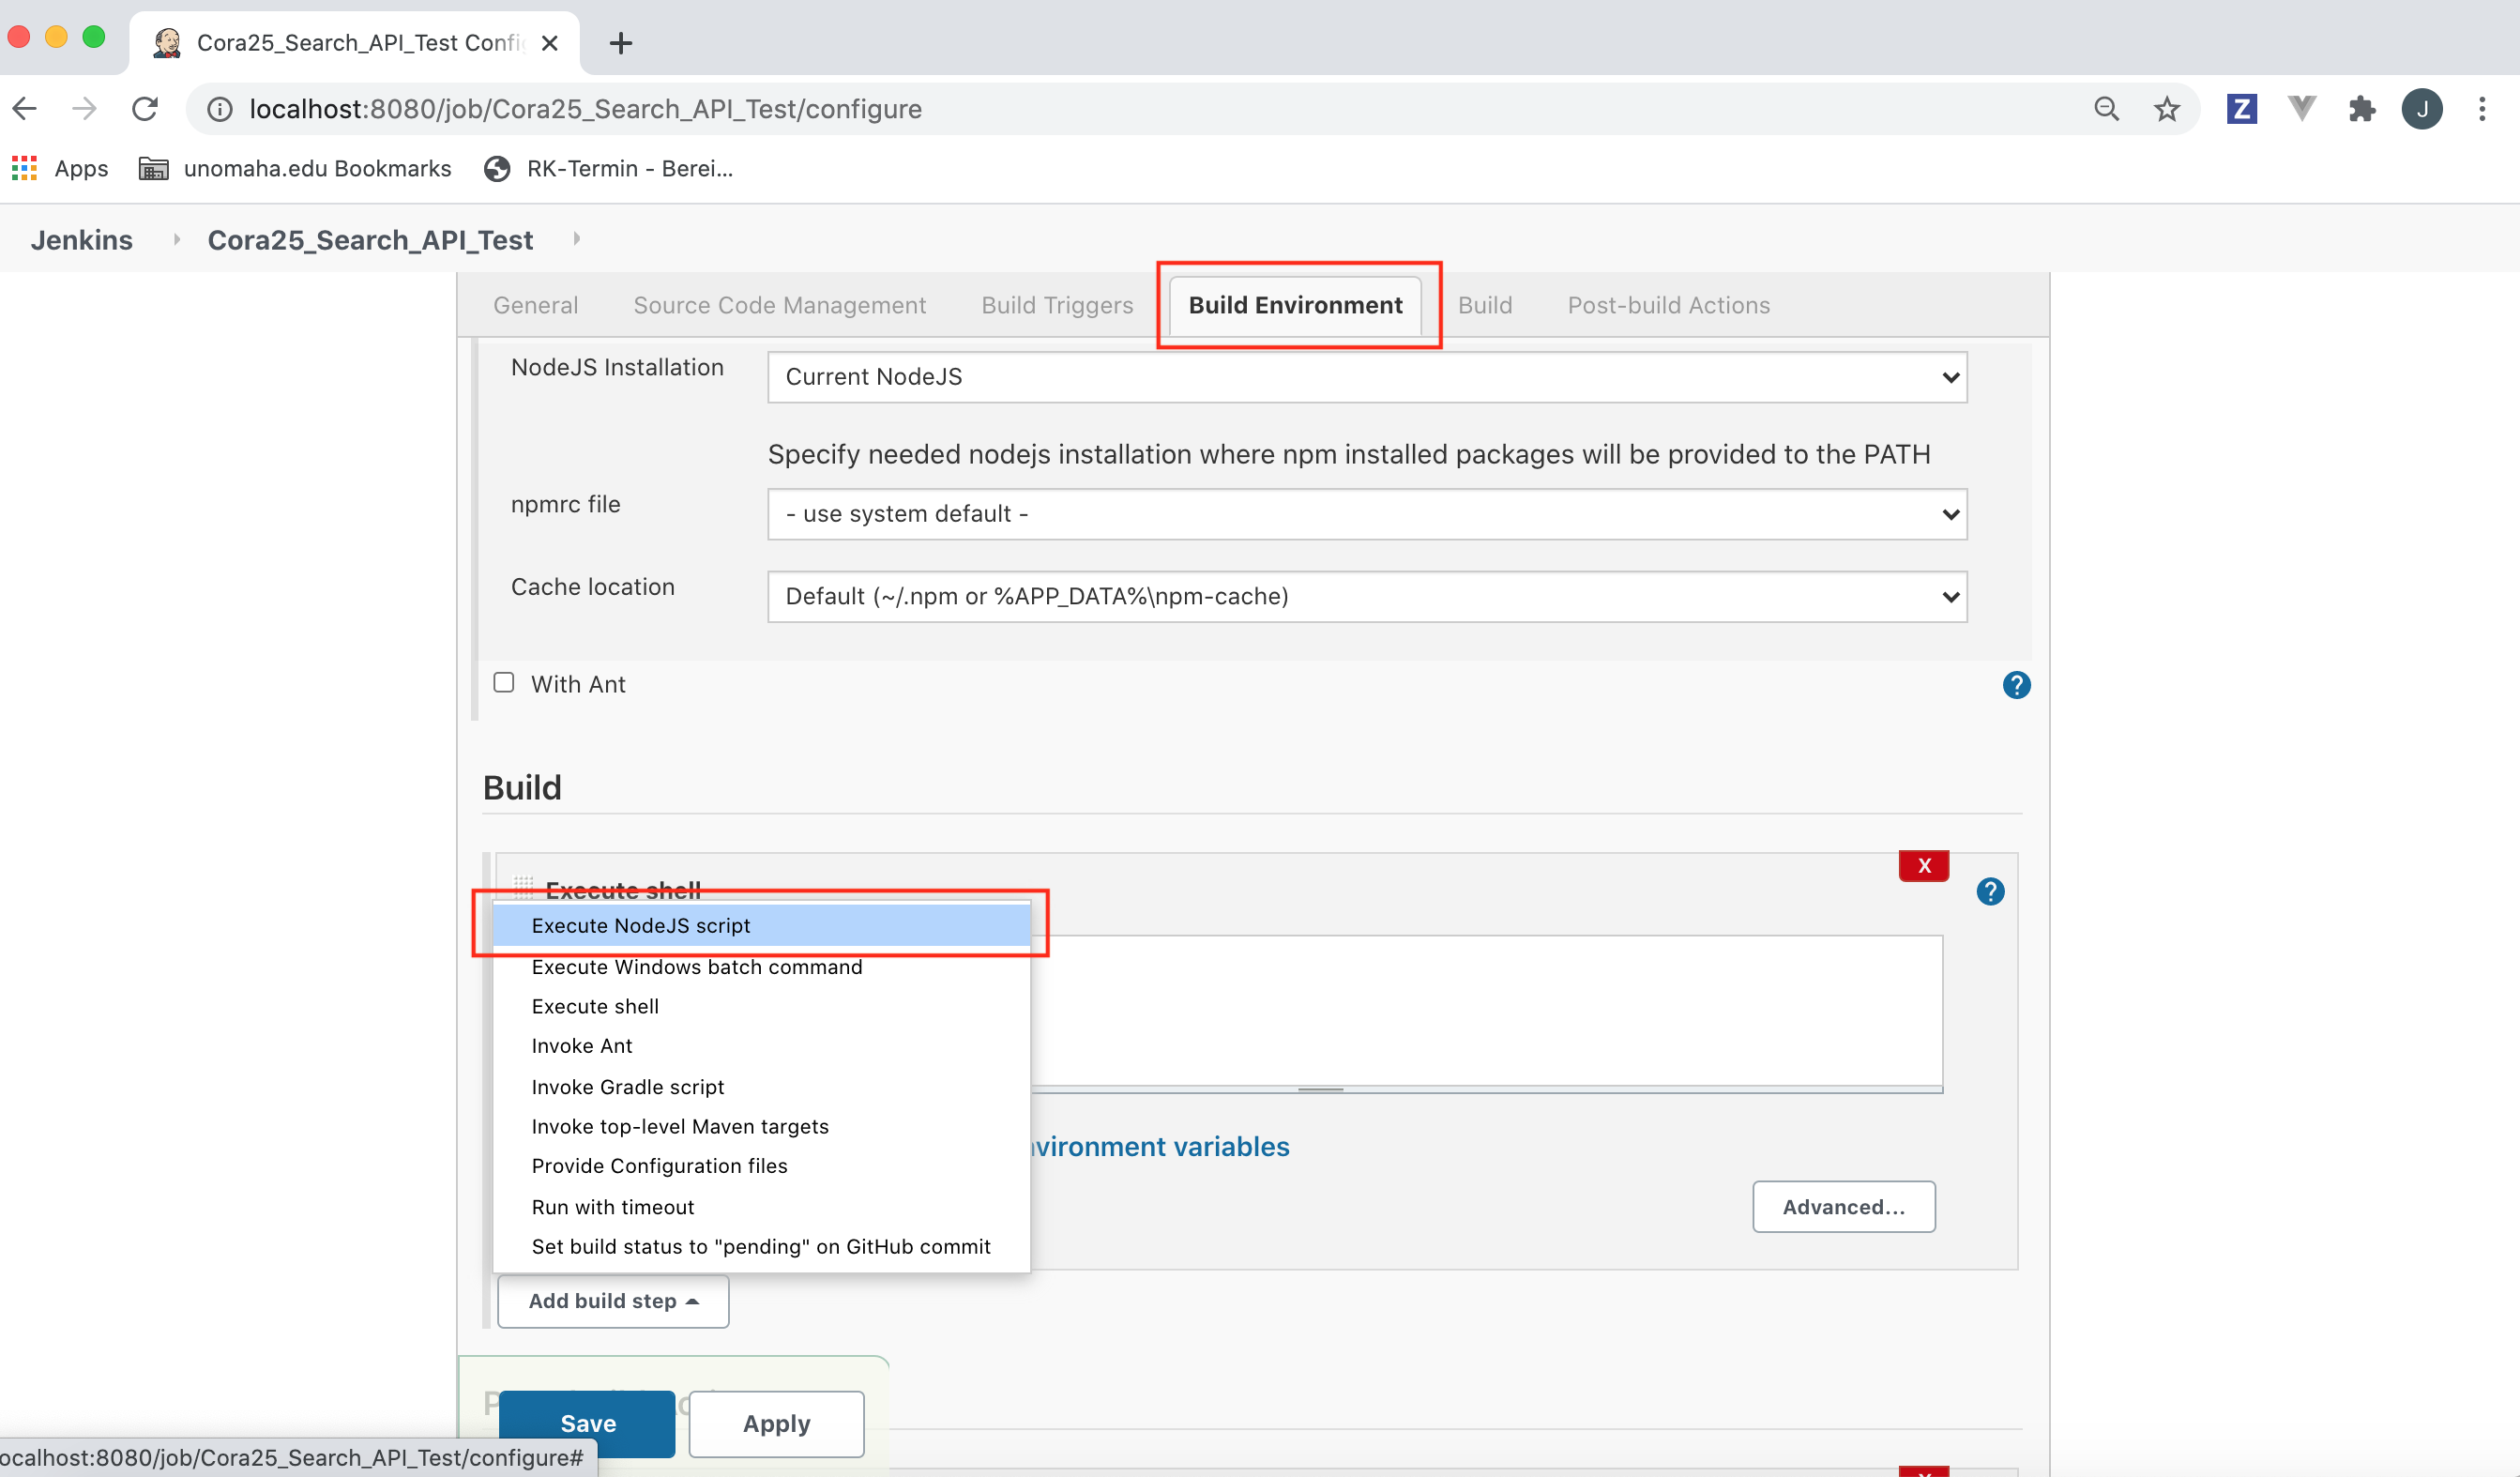 Cora25_Search_API_Test Confi
localhost:8080/job/Cora25_Search_API_Test/configure
Z
J
Apps
unomaha.edu Bookmarks
RK-Termin - Berei...
Jenkins
Cora25_Search_API_Test
General
Source Code Management
Build Triggers
Build Environment
Build
Post-build Actions
NodeJS Installation
Current NodeJS
Specify needed nodejs installation where npm installed packages will be provided to the PATH
npmrc file
- use system default -
Cache location
Default (~/.npm or %APP_DATA%\npm-cache)
With Ant
?
Build
X
Execute shell
?
Execute NodeJS script
Execute Windows batch command
Execute shell
Invoke Ant
Invoke Gradle script
Invoke top-level Maven targets
Provide Configuration files
vironment variables
Run with timeout
Advanced...
Set build status to "pending" on GitHub commit
Add build step
Save
Apply
ocalhost:8080/job/Cora25_Search_API_Test/configure#